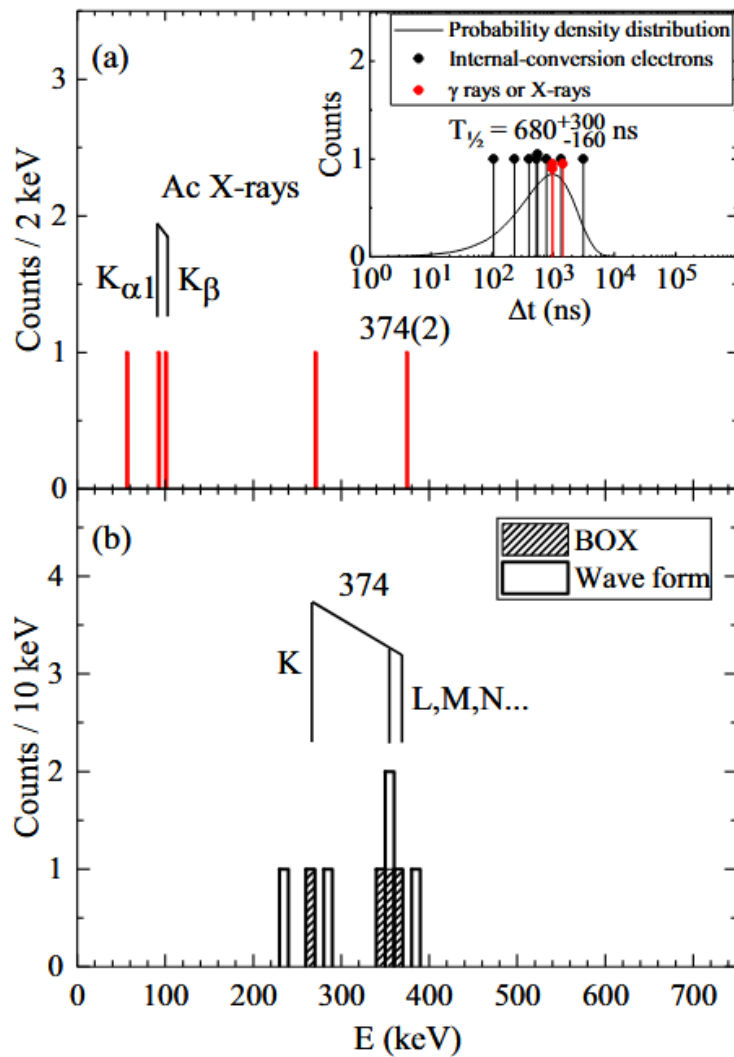 (a)
Probability density distribution
Internal-conversion electrons
γ rays or X-rays
T½ = 680+300-160 ns
Counts
2
1
0
10⁰ 10¹ 10² 10³ 10⁴ 10⁵
Δt (ns)
Ac X-rays
Kα1 Kβ
374(2)
Counts / 2 keV
3
2
1
0
(b)
BOX
Wave form
374
K
L,M,N...
Counts / 10 keV
4
3
2
1
0
0 100 200 300 400 500 600 700
E (keV)